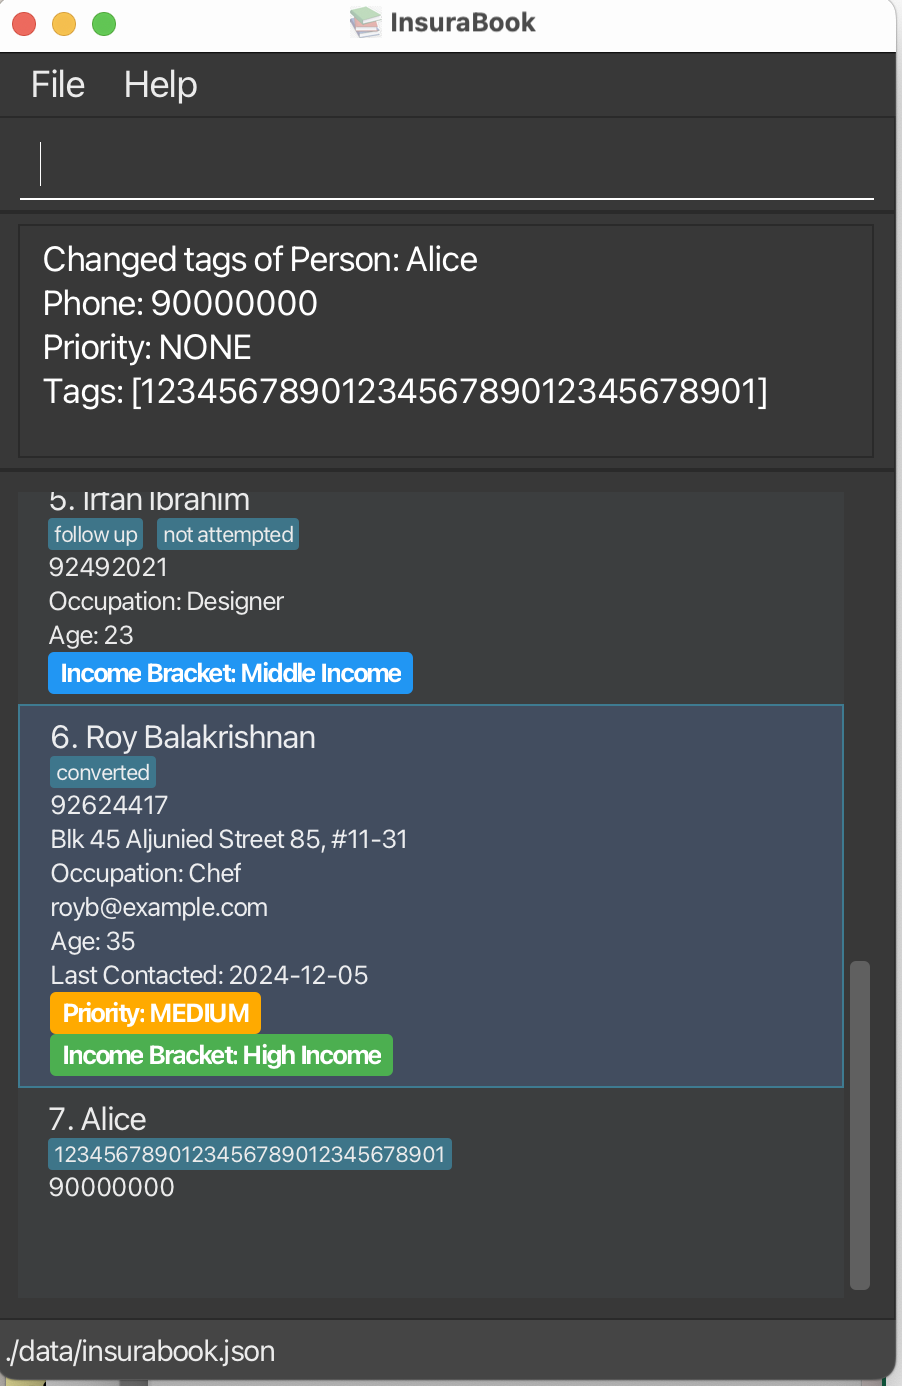 InsuraBook
File Help
Changed tags of Person: Alice
Phone: 90000000
Priority: NONE
Tags: [1234567890123456789012345678901]
5. Irfan Ibrahim
follow up not attempted
92492021
Occupation: Designer
Age: 23
Income Bracket: Middle Income
6. Roy Balakrishnan
converted
92624417
Blk 45 Aljunied Street 85, #11-31
Occupation: Chef
royb@example.com
Age: 35
Last Contacted: 2024-12-05
Priority: MEDIUM
Income Bracket: High Income
7. Alice
1234567890123456789012345678901
90000000
./data/insurabook.json